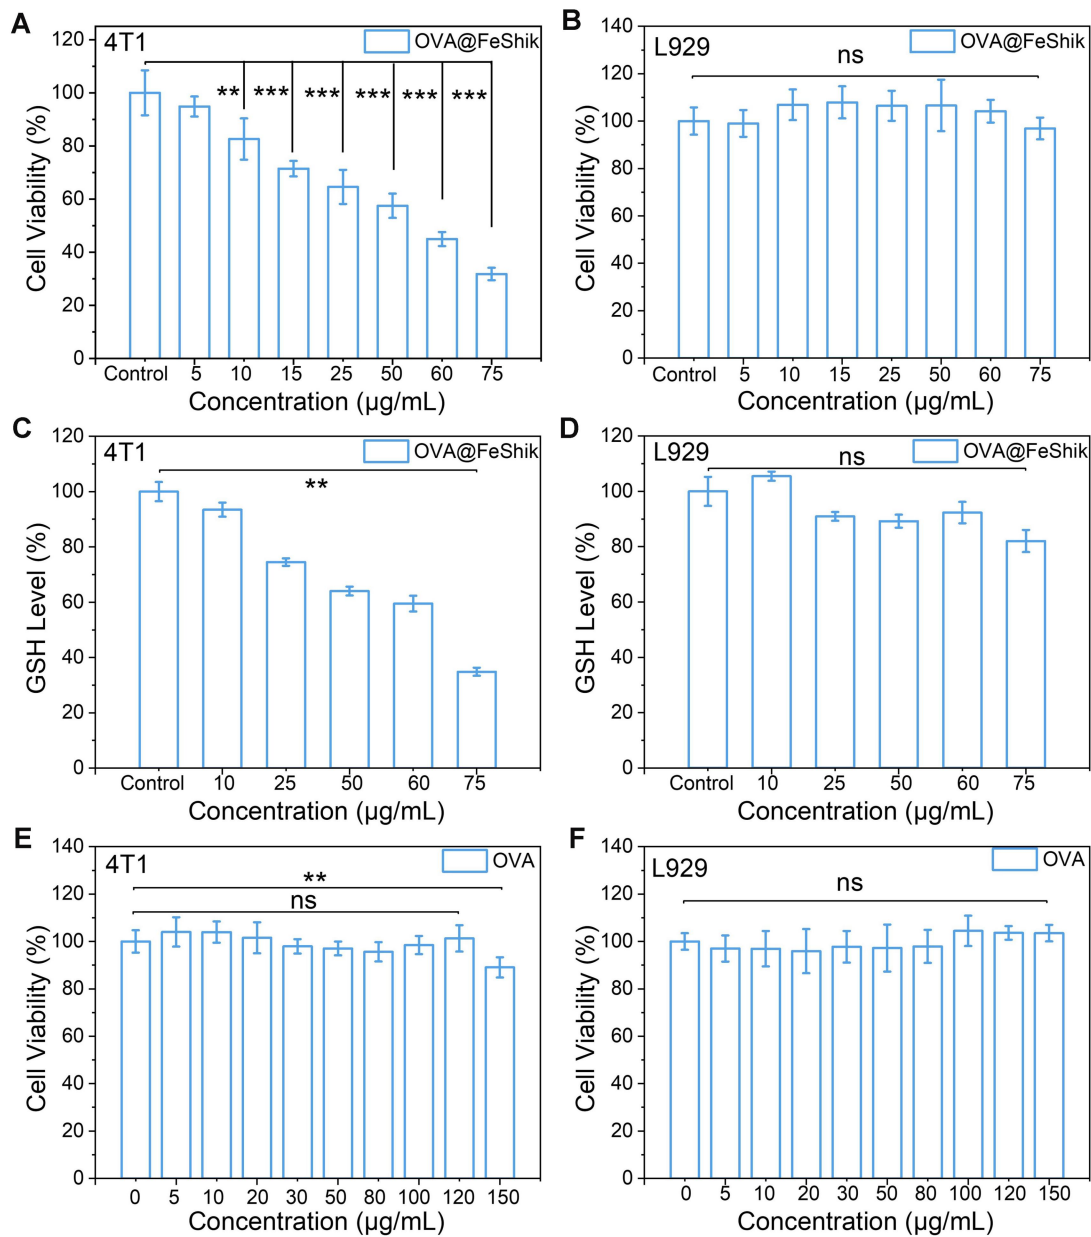 A
4T1
OVA@FeShik
** *** *** *** *** ***
Cell Viability (%)
120
100
80
60
40
20
0
Control 5 10 15 25 50 60 75
Concentration (µg/mL)
B
L929
OVA@FeShik
ns
Cell Viability (%)
140
120
100
80
60
40
20
0
Control 5 10 15 25 50 60 75
Concentration (µg/mL)
C
4T1
OVA@FeShik
**
GSH Level (%)
120
100
80
60
40
20
0
Control 10 25 50 60 75
Concentration (µg/mL)
D
L929
OVA@FeShik
ns
GSH Level (%)
120
100
80
60
40
20
0
Control 10 25 50 60 75
Concentration (µg/mL)
E
4T1
OVA
**
ns
Cell Viability (%)
140
120
100
80
60
40
20
0
0 5 10 20 30 50 80 100 120 150
Concentration (µg/mL)
F
L929
OVA
ns
Cell Viability (%)
140
120
100
80
60
40
20
0
0 5 10 20 30 50 80 100 120 150
Concentration (µg/mL)